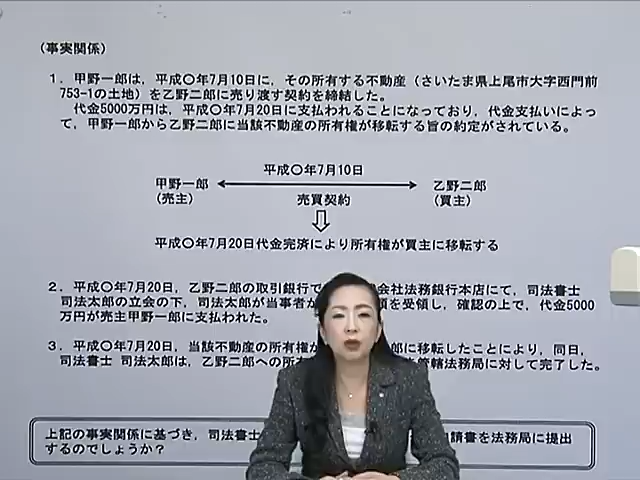 （事実関係）
１．甲野一郎は，平成〇年7月10日に，その所有する不動産（さいたま県上尾市大字西門前
753-1の土地）を乙野二郎に売り渡す契約を締結した。
代金5000万円は，平成〇年7月20日に支払われることになっており，代金支払いによっ
て，甲野一郎から乙野二郎に当該不動産の所有権が移転する旨の約定がされている。
平成〇年7月10日
甲野一郎 乙野二郎
（売主） 売買契約 （買主）
平成〇年7月20日代金完済により所有権が買主に移転する
２．平成〇年7月20日，乙野二郎の取引銀行で 会社法務銀行本店にて，司法書士
司法太郎の立会の下，司法太郎が当事者か 類を受領し，確認の上で，代金5000
万円が売主甲野一郎に支払われた。
３．平成〇年7月20日，当該不動産の所有権が 郎に移転したことにより，同日，
司法書士 司法太郎は，乙野二郎への所有 管轄法務局に対して完了した。
上記の事実関係に基づき，司法書士 請書を法務局に提出
するのでしょうか？